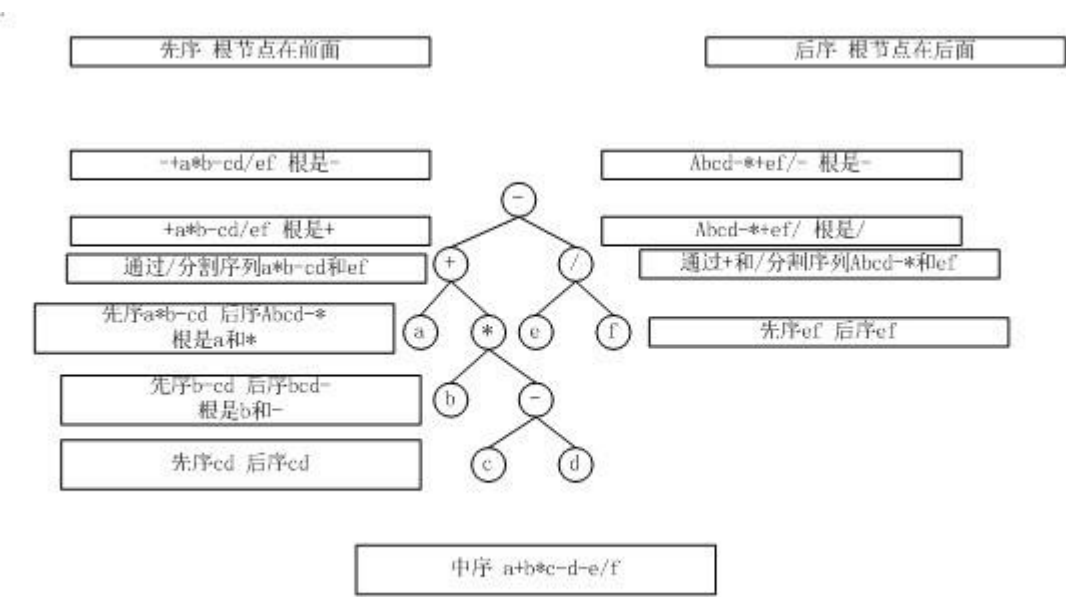 先序 根节点在前面
后序 根节点在后面
-+a*b-cd/ef 根是-
Abcd-*+ef/- 根是-
-
+a*b-cd/ef 根是+
Abcd-*+ef/ 根是/
通过/分割序列a*b-cd和ef
+
/
通过+和/分割序列Abcd-*和ef
先序a*b-cd 后序Abcd-*
根是a和*
a
*
e
f
先序ef 后序ef
先序b-cd 后序bcd-
根是b和-
b
-
先序cd 后序cd
c
d
中序 a+b*c-d-e/f